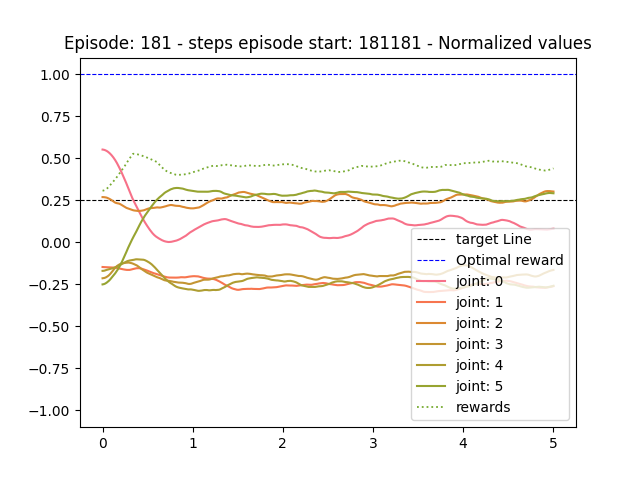 Episode: 181 - steps episode start: 181181 - Normalized values
1.00
0.75
0.50
0.25
0.00
−0.25
−0.50
−0.75
−1.00
target Line
Optimal reward
joint: 0
joint: 1
joint: 2
joint: 3
joint: 4
joint: 5
rewards
0 1 2 3 4 5